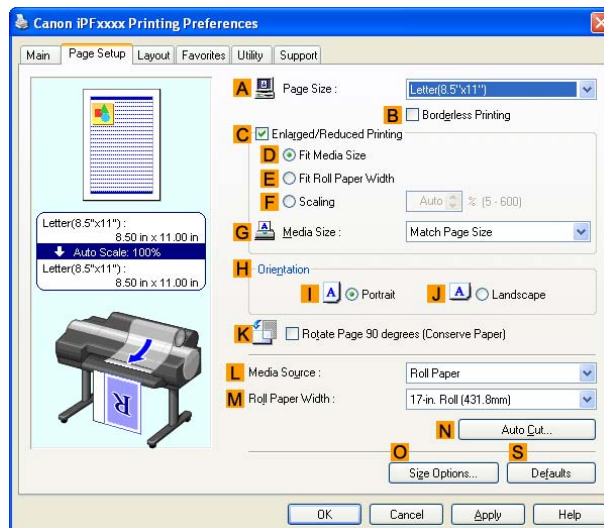 Canon iPFxxxx Printing Preferences
Main Page Setup Layout Favorites Utility Support
A Page Size : Letter(8.5"x11")
B Borderless Printing
C Enlarged/Reduced Printing
D Fit Media Size
E Fit Roll Paper Width
F Scaling Auto % (5 - 600)
G Media Size : Match Page Size
Letter(8.5"x11") :
8.50 in x 11.00 in
Auto Scale: 100%
Letter(8.5"x11") :
8.50 in x 11.00 in
H Orientation
I A Portrait J A Landscape
K Rotate Page 90 degrees (Conserve Paper)
L Media Source : Roll Paper
M Roll Paper Width : 17-in. Roll (431.8mm)
R
N Auto Cut...
O S
Size Options... Defaults
OK Cancel Apply Help